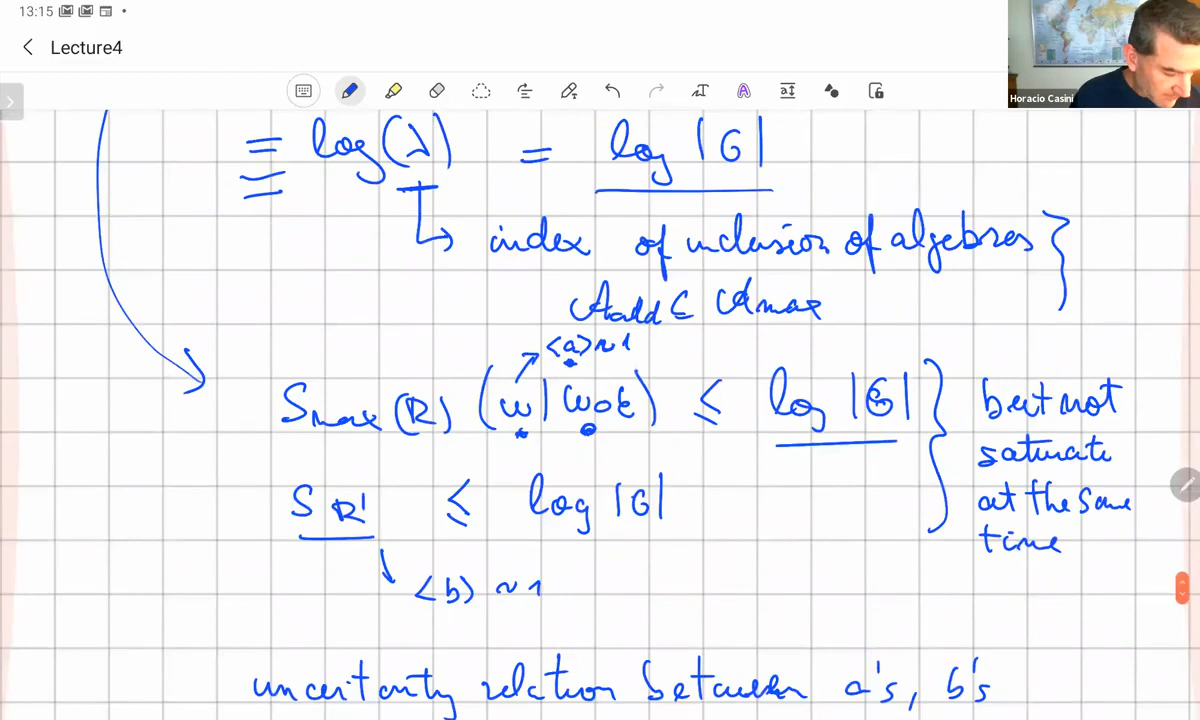 13:15
Lecture4
Horacio Casini
≡ log(λ) = log |G|
↳ index of inclusion of algebras }
Aadd ⊆ Amax
<a>~1
Smax(R) (ω|ω∘ε) ≤ log |G| } but not
saturate
S R' ≤ log |G| at the same
time
<b> ~1
uncertainty relation between a's, b's